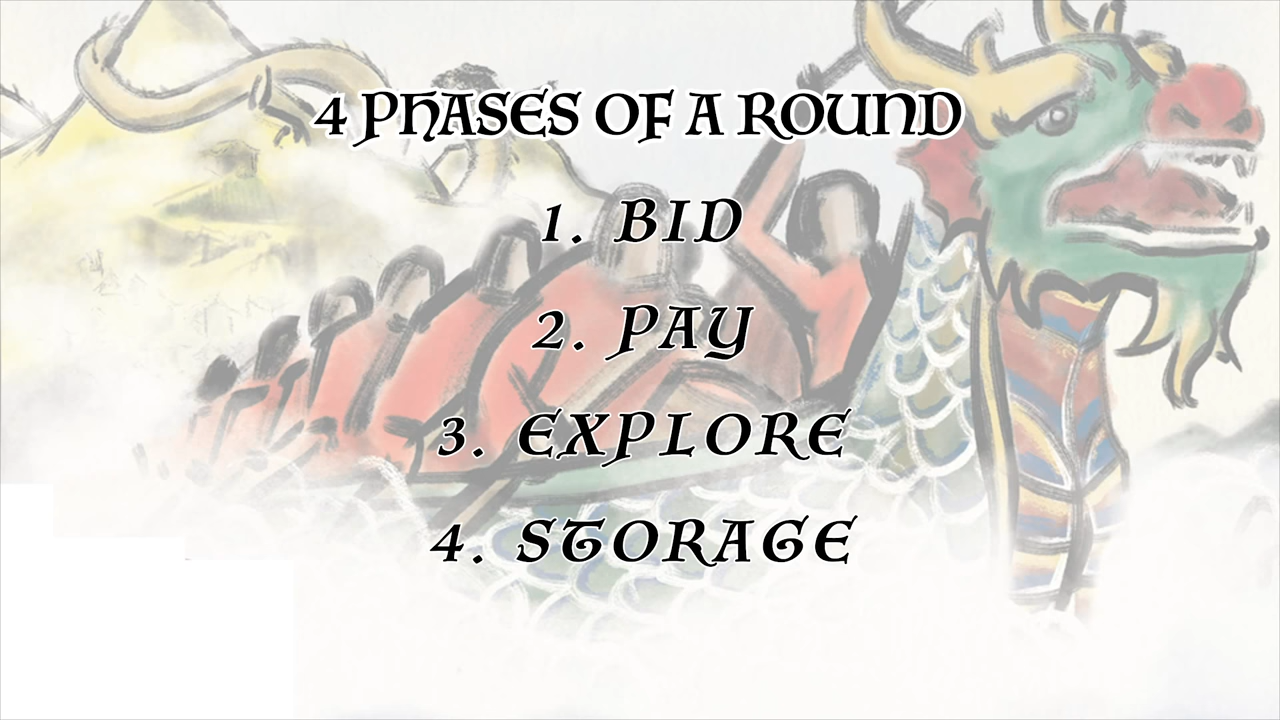 4 PHASES OF A ROUND
1. BID
2. PAY
3. EXPLORE
4. STORAGE